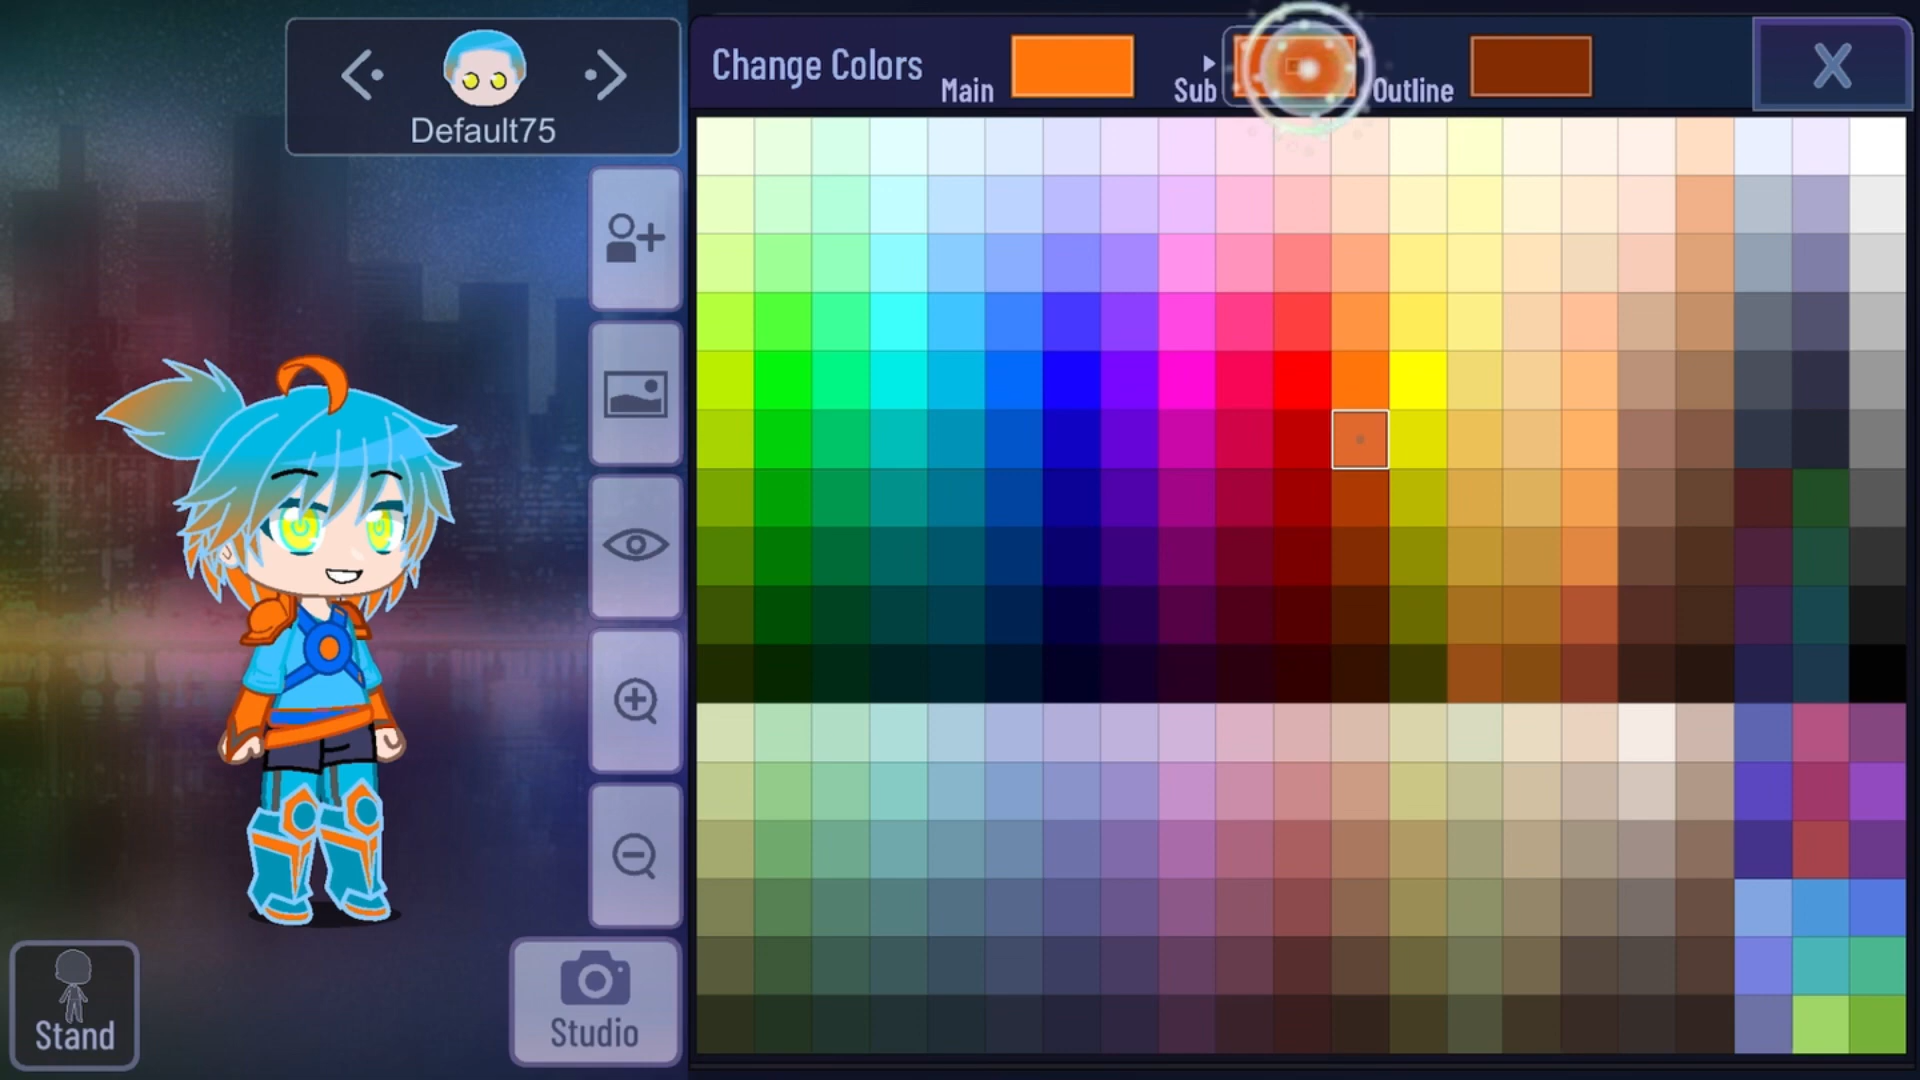 Default75
Change Colors
Main
Sub
Outline
X
Stand
Studio